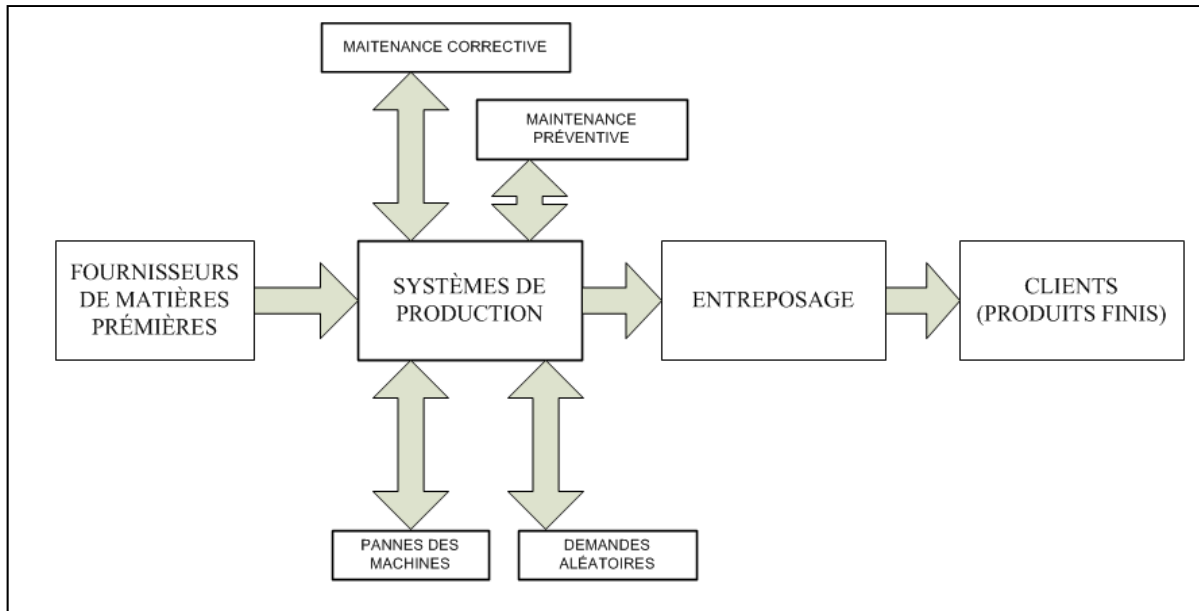 MAITENANCE CORRECTIVE
MAINTENANCE
PRÉVENTIVE
FOURNISSEURS
DE MATIÈRES
PRÉMIÈRES
SYSTÈMES DE
PRODUCTION
ENTREPOSAGE
CLIENTS
(PRODUITS FINIS)
PANNES DES
MACHINES
DEMANDES
ALÉATOIRES